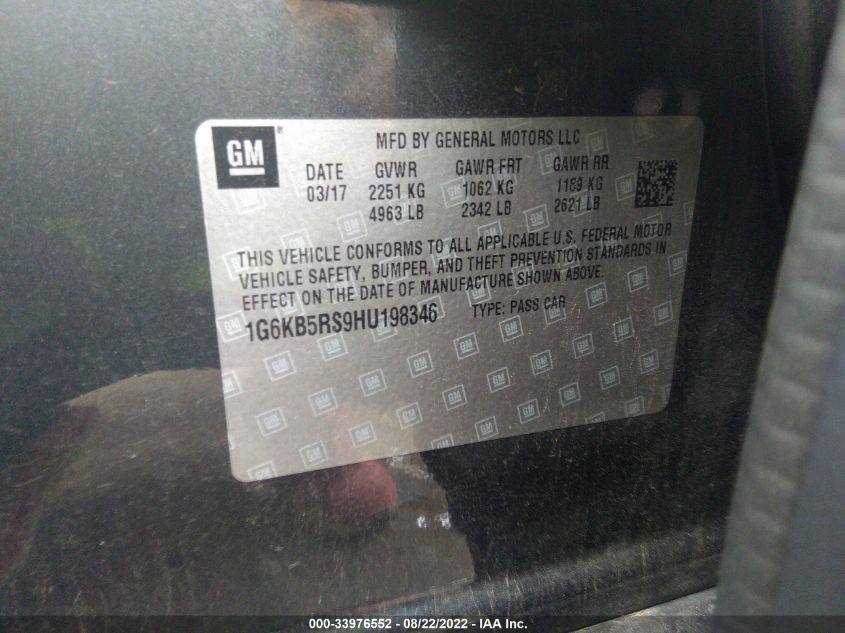 GM ®
MFD BY GENERAL MOTORS LLC
DATE GVWR GAWR FRT GAWR RR
03/17 2251 KG 1062 KG 1189 KG
4963 LB 2342 LB 2621 LB
THIS VEHICLE CONFORMS TO ALL APPLICABLE U.S. FEDERAL MOTOR
VEHICLE SAFETY, BUMPER, AND THEFT PREVENTION STANDARDS IN
EFFECT ON THE DATE OF MANUFACTURE SHOWN ABOVE.
1G6KB5RS9HU198346 TYPE: PASS CAR
000-33976552 - 08/22/2022 - IAA Inc.